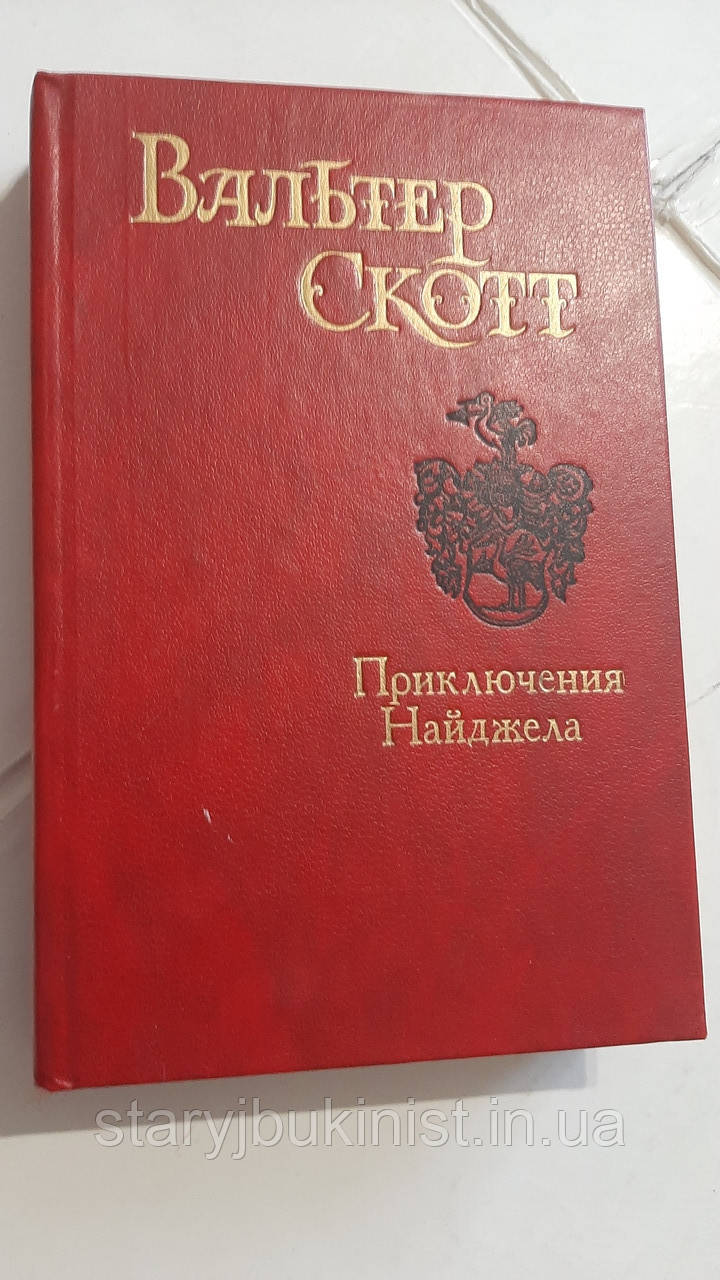 Вальтер
Скотт
Приключения
Найджела
staryjbukinist.in.ua